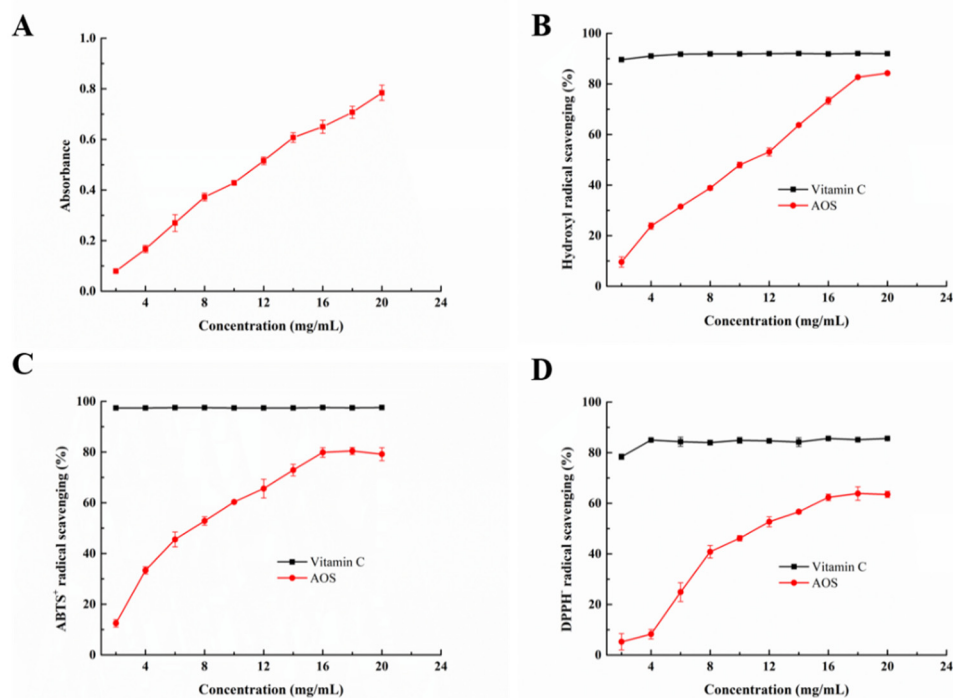 A
1.0
0.8
0.6
0.4
0.2
0.0
Absorbance
4 8 12 16 20 24
Concentration (mg/mL)
B
100
80
60
40
20
0
Hydroxyl radical scavenging (%)
Vitamin C
AOS
4 8 12 16 20 24
Concentration (mg/mL)
C
100
80
60
40
20
0
ABTS⁺ radical scavenging (%)
Vitamin C
AOS
4 8 12 16 20 24
Concentration (mg/mL)
D
100
80
60
40
20
0
DPPH· radical scavenging (%)
Vitamin C
AOS
4 8 12 16 20 24
Concentration (mg/mL)